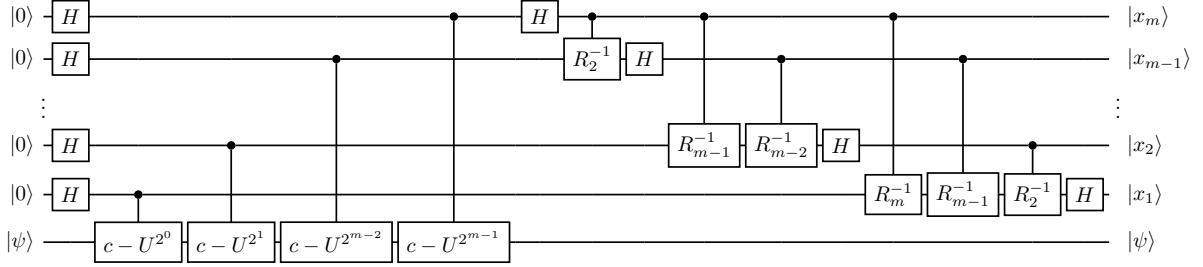 |0⟩ H H |x_m⟩
|0⟩ R_2^{-1} H |x_{m-1}⟩
⋮ ⋮
|0⟩ H R_{m-1}^{-1} R_{m-2}^{-1} H |x_2⟩
|0⟩ H R_m^{-1} R_{m-1}^{-1} R_2^{-1} H |x_1⟩
|ψ⟩ c − U^{2^0} c − U^{2^1} c − U^{2^{m-2}} c − U^{2^{m-1}} |ψ⟩